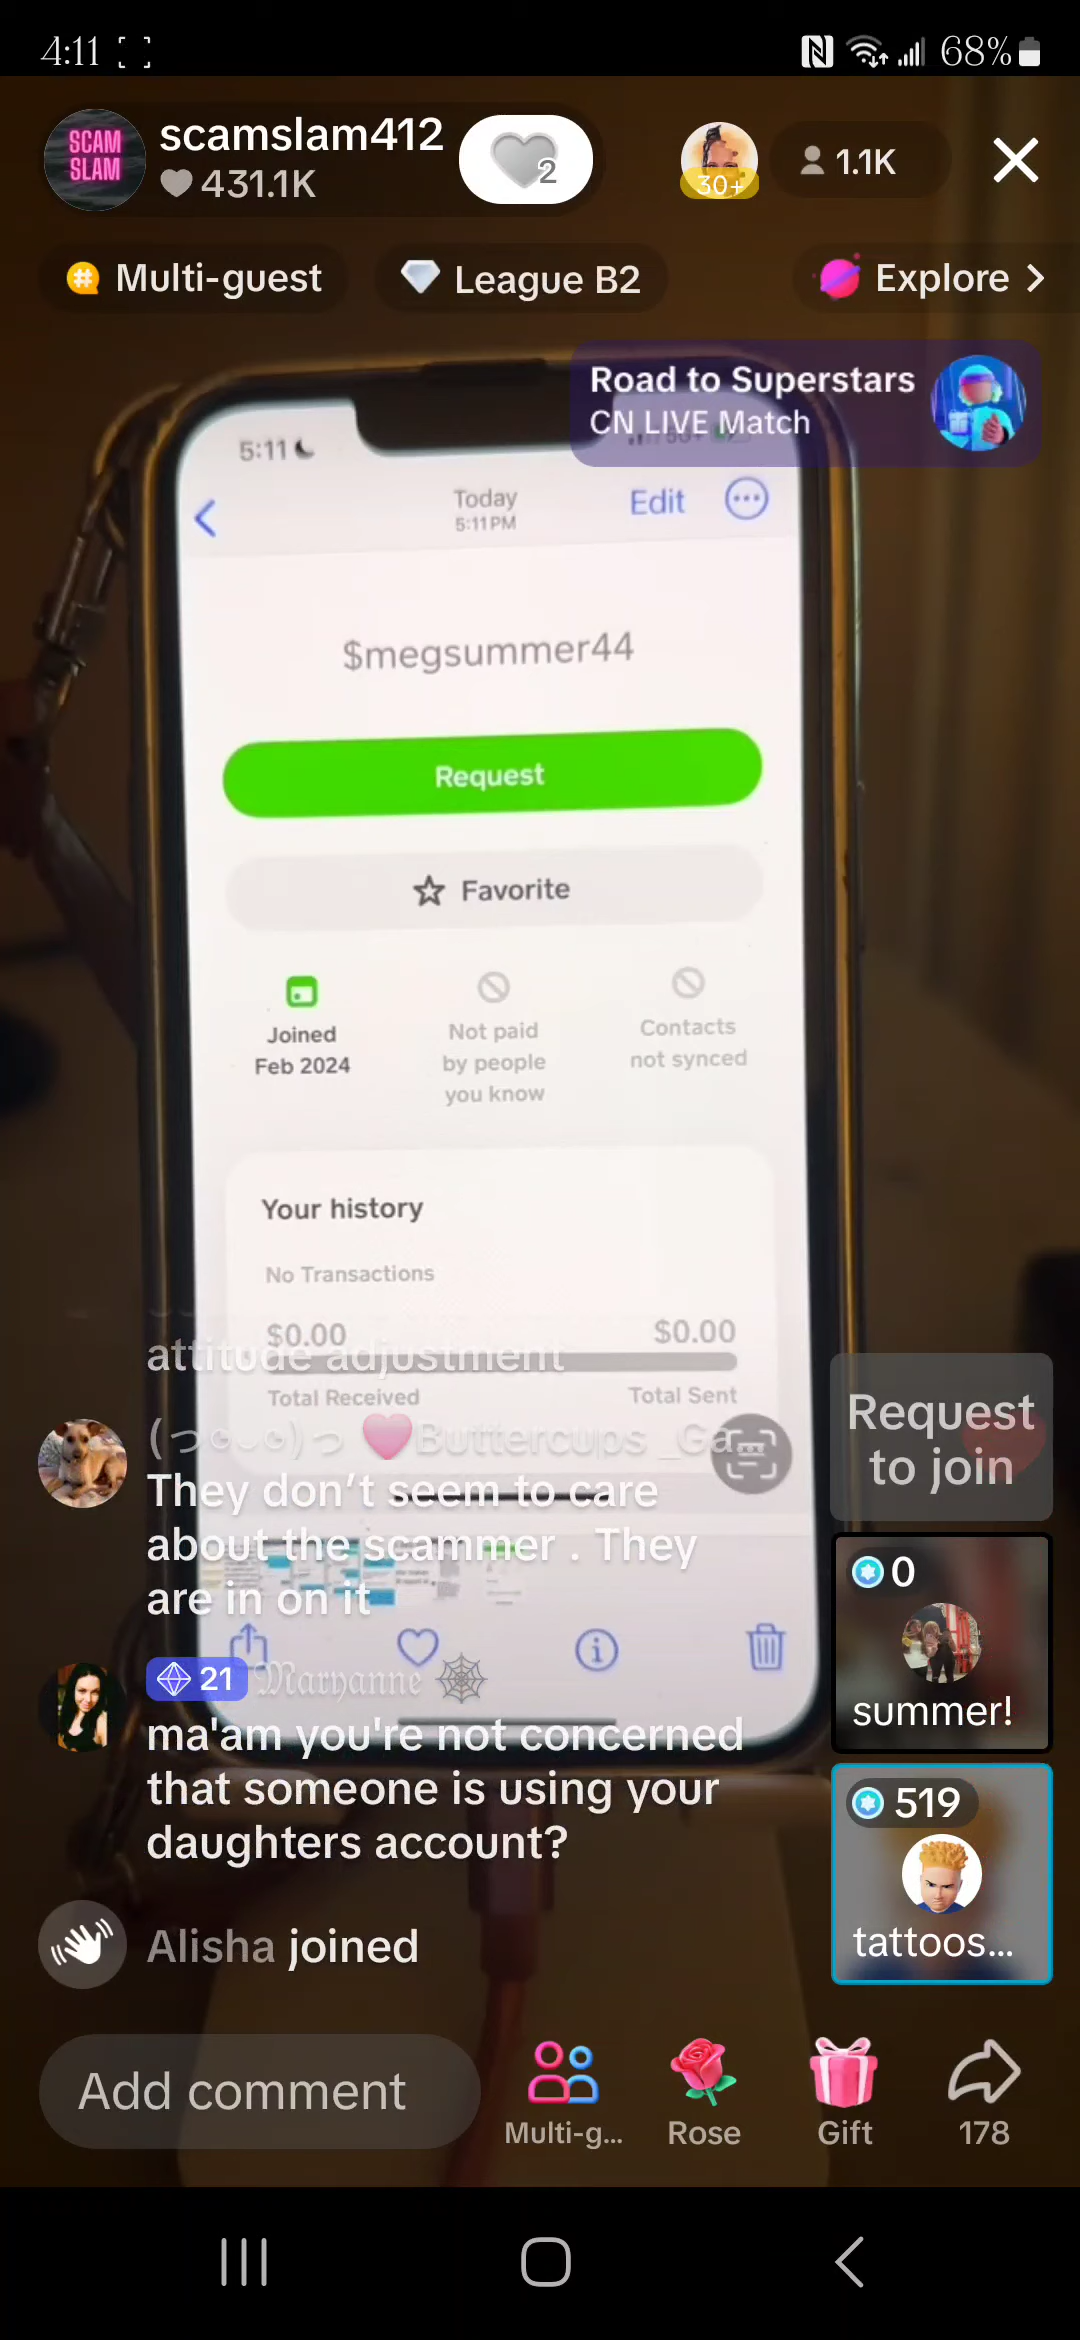 4:11
68%
SCAM
SLAM
scamslam412
431.1K
2
30+
1.1K
Multi-guest
League B2
Explore
Road to Superstars
CN LIVE Match
5:11
Today
5:11 PM
Edit
$megsummer44
Request
Favorite
Joined
Feb 2024
Not paid
by people
you know
Contacts
not synced
Your history
No Transactions
$0.00
$0.00
Total Received
Total Sent
attitude adjustment
Buttercups _Ga...
They don’t seem to care
about the scammer . They
are in on it
21 Maryanne
ma'am you're not concerned
that someone is using your
daughters account?
Alisha joined
Request
to join
0
summer!
519
tattoos...
Add comment
Multi-g...
Rose
Gift
178